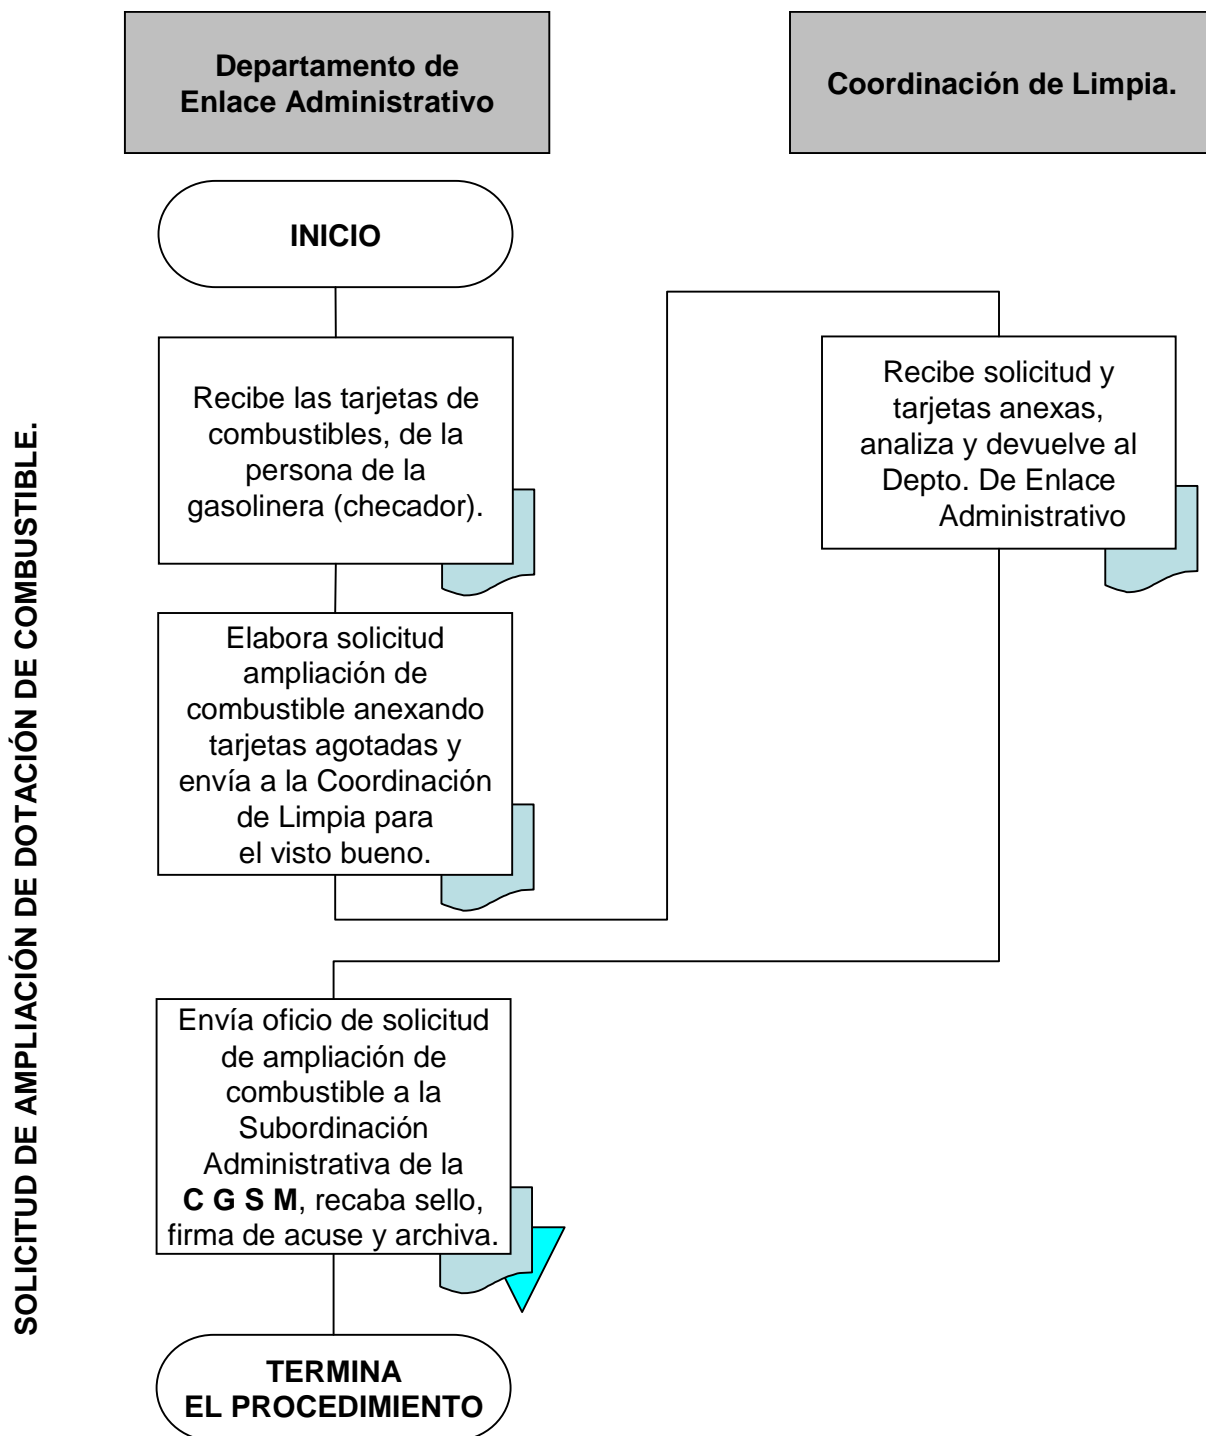 SOLICITUD DE AMPLIACIÓN DE DOTACIÓN DE COMBUSTIBLE.
Departamento de
Enlace Administrativo
Coordinación de Limpia.
INICIO
Recibe las tarjetas de
combustibles, de la
persona de la
gasolinera (checador).
Elabora solicitud
ampliación de
combustible anexando
tarjetas agotadas y
envía a la Coordinación
de Limpia para
el visto bueno.
Recibe solicitud y
tarjetas anexas,
analiza y devuelve al
Depto. De Enlace
Administrativo
Envía oficio de solicitud
de ampliación de
combustible a la
Subordinación
Administrativa de la
C G S M, recaba sello,
firma de acuse y archiva.
TERMINA
EL PROCEDIMIENTO